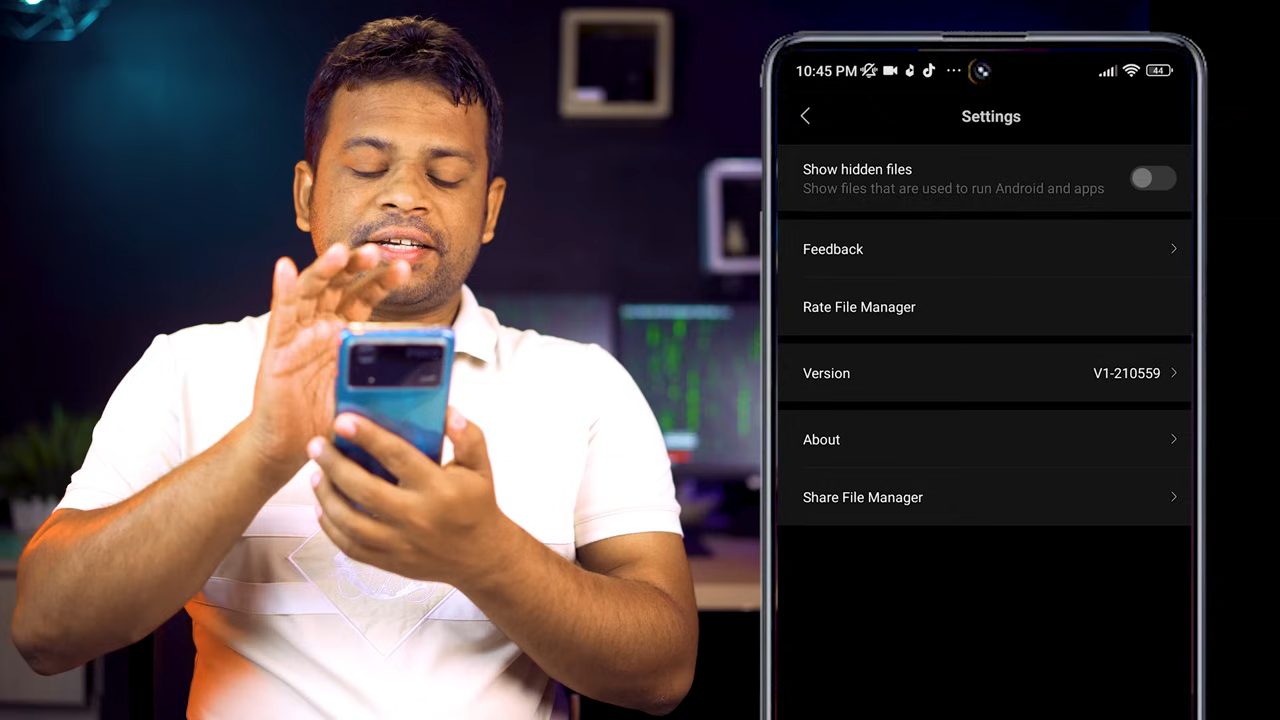 10:45 PM
44
Settings
Show hidden files
Show files that are used to run Android and apps
Feedback
Rate File Manager
Version V1-210559
About
Share File Manager